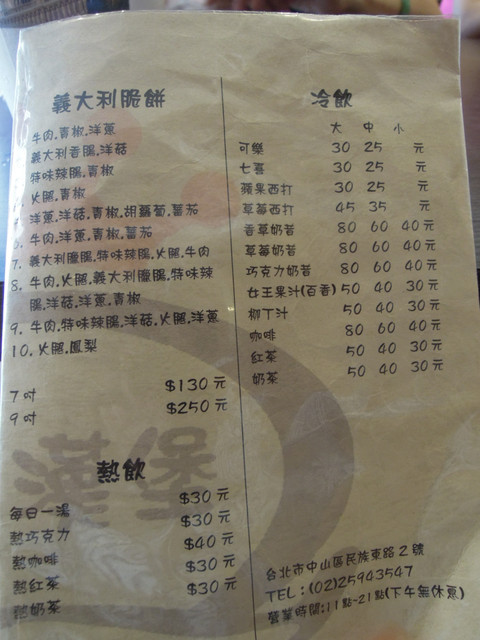 義大利脆餅
牛肉.青椒.洋蔥
義大利香腸.洋菇
特味辣腸.青椒
火腿.青椒
洋蔥.洋菇.青椒.胡蘿蔔.蕃茄
6. 牛肉.洋蔥.青椒.蕃茄
7. 義大利臘腸.特味辣腸.火腿.牛肉
8. 牛肉.火腿.義大利臘腸.特味辣
腸.洋菇.洋蔥.青椒
9. 牛肉.特味辣腸.洋菇.火腿.洋蔥
10. 火腿.鳳梨
7吋 $130元
9吋 $250元
漢堡
熱飲
每日一湯 $30元
熱巧克力 $30元
熱咖啡 $40元
熱紅茶 $30元
熱奶茶 $30元
冷飲
大 中 小
可樂 30 25 元
七喜 30 25 元
蘋果西打 30 25 元
草莓西打 45 35 元
香草奶昔 80 60 40元
草莓奶昔 80 60 40元
巧克力奶昔 80 60 40元
女王果汁(百香) 50 40 30元
柳丁汁 50 40 30元
咖啡 80 60 40元
紅茶 50 40 30元
奶茶 50 40 30元
台北市中山區民族東路2號
TEL:(02)25943547
營業時間:11點~21點(下午無休息)